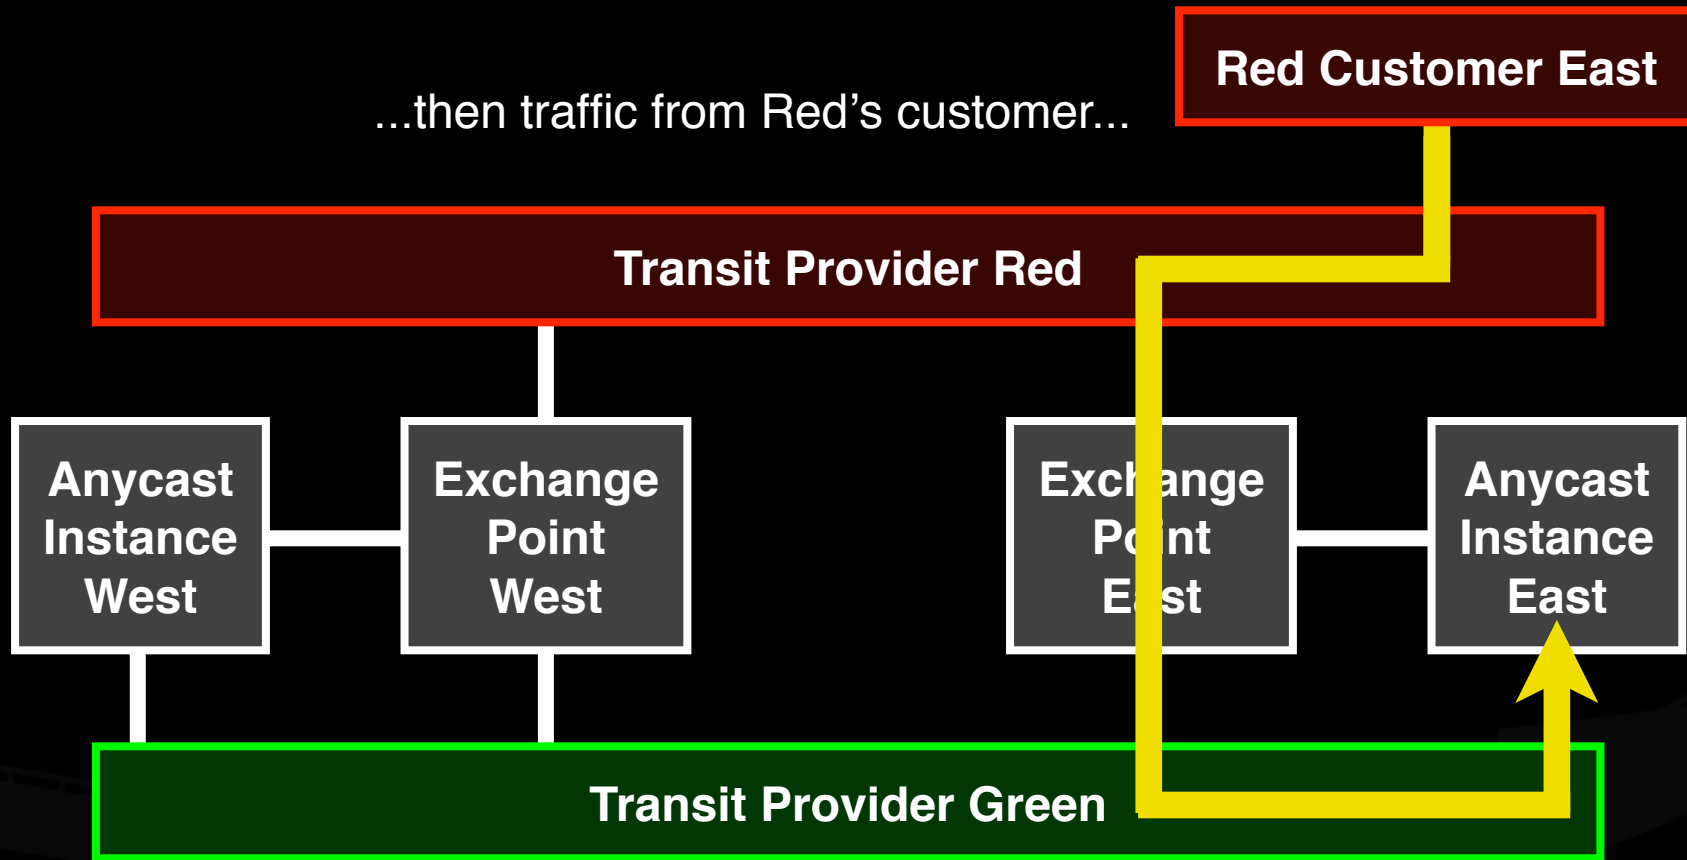 Red Customer East
...then traffic from Red’s customer...
Transit Provider Red
Anycast
Instance
West
Exchange
Point
West
Exchange
Point
East
Anycast
Instance
East
Transit Provider Green